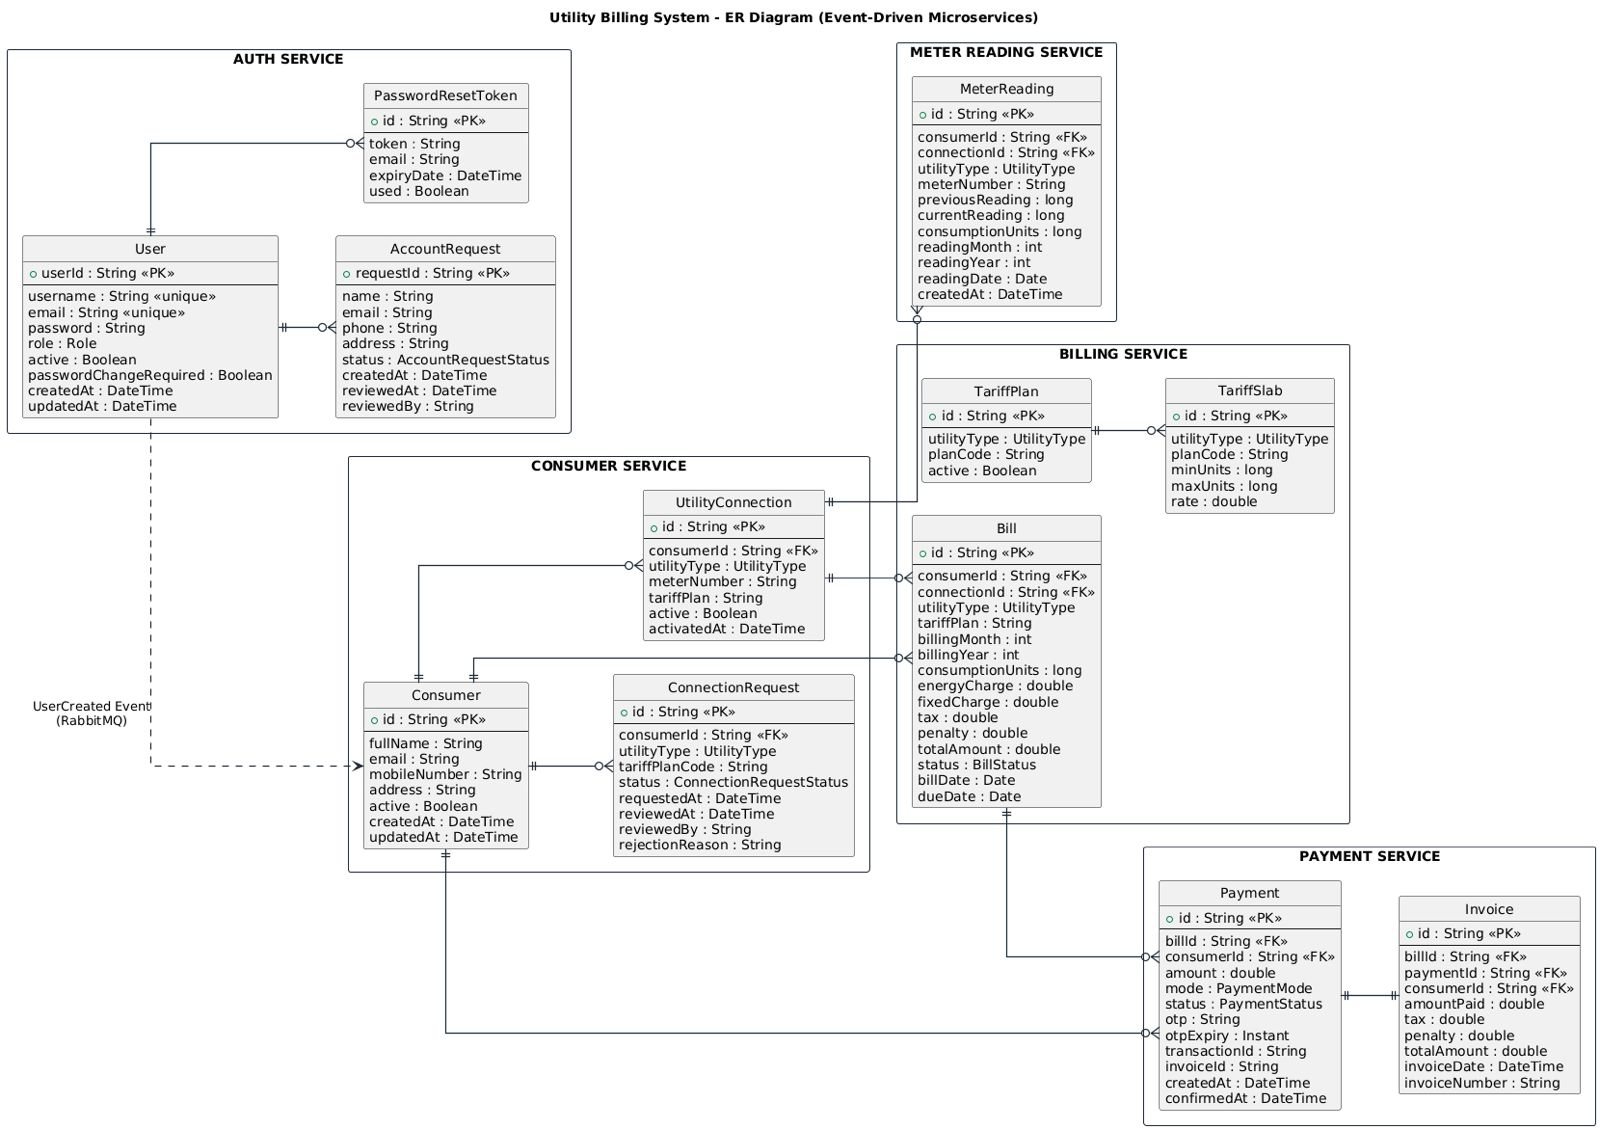 Utility Billing System - ER Diagram (Event-Driven Microservices)
AUTH SERVICE
PasswordResetToken
id : String «PK»
token : String
email : String
expiryDate : DateTime
used : Boolean
User
userId : String «PK»
username : String «unique»
email : String «unique»
password : String
role : Role
active : Boolean
passwordChangeRequired : Boolean
createdAt : DateTime
updatedAt : DateTime
AccountRequest
requestId : String «PK»
name : String
email : String
phone : String
address : String
status : AccountRequestStatus
createdAt : DateTime
reviewedAt : DateTime
reviewedBy : String
METER READING SERVICE
MeterReading
id : String «PK»
consumerId : String «FK»
connectionId : String «FK»
utilityType : UtilityType
meterNumber : String
previousReading : long
currentReading : long
consumptionUnits : long
readingMonth : int
readingYear : int
readingDate : Date
createdAt : DateTime
BILLING SERVICE
TariffPlan
id : String «PK»
utilityType : UtilityType
planCode : String
active : Boolean
TariffSlab
id : String «PK»
utilityType : UtilityType
planCode : String
minUnits : long
maxUnits : long
rate : double
Bill
id : String «PK»
consumerId : String «FK»
connectionId : String «FK»
utilityType : UtilityType
tariffPlan : String
billingMonth : int
billingYear : int
consumptionUnits : long
energyCharge : double
fixedCharge : double
tax : double
penalty : double
totalAmount : double
status : BillStatus
billDate : Date
dueDate : Date
CONSUMER SERVICE
UtilityConnection
id : String «PK»
consumerId : String «FK»
utilityType : UtilityType
meterNumber : String
tariffPlan : String
active : Boolean
activatedAt : DateTime
Consumer
id : String «PK»
fullName : String
email : String
mobileNumber : String
address : String
active : Boolean
createdAt : DateTime
updatedAt : DateTime
ConnectionRequest
id : String «PK»
consumerId : String «FK»
utilityType : UtilityType
tariffPlanCode : String
status : ConnectionRequestStatus
requestedAt : DateTime
reviewedAt : DateTime
reviewedBy : String
rejectionReason : String
UserCreated Event
(RabbitMQ)
PAYMENT SERVICE
Payment
id : String «PK»
billId : String «FK»
consumerId : String «FK»
amount : double
mode : PaymentMode
status : PaymentStatus
otp : String
otpExpiry : Instant
transactionId : String
invoiceId : String
createdAt : DateTime
confirmedAt : DateTime
Invoice
id : String «PK»
billId : String «FK»
paymentId : String «FK»
consumerId : String «FK»
amountPaid : double
tax : double
penalty : double
totalAmount : double
invoiceDate : DateTime
invoiceNumber : String